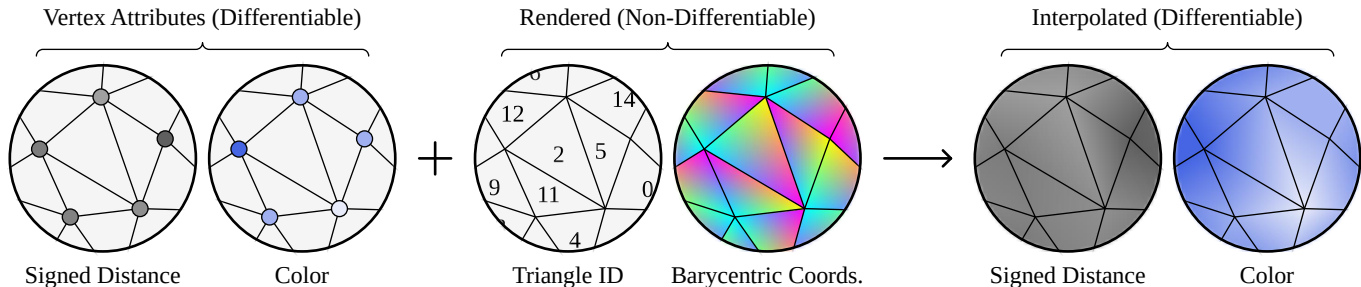 Vertex Attributes (Differentiable)
Rendered (Non-Differentiable)
Interpolated (Differentiable)
6
14
12
2
5
9
11
0
4
Signed Distance
Color
Triangle ID
Barycentric Coords.
Signed Distance
Color